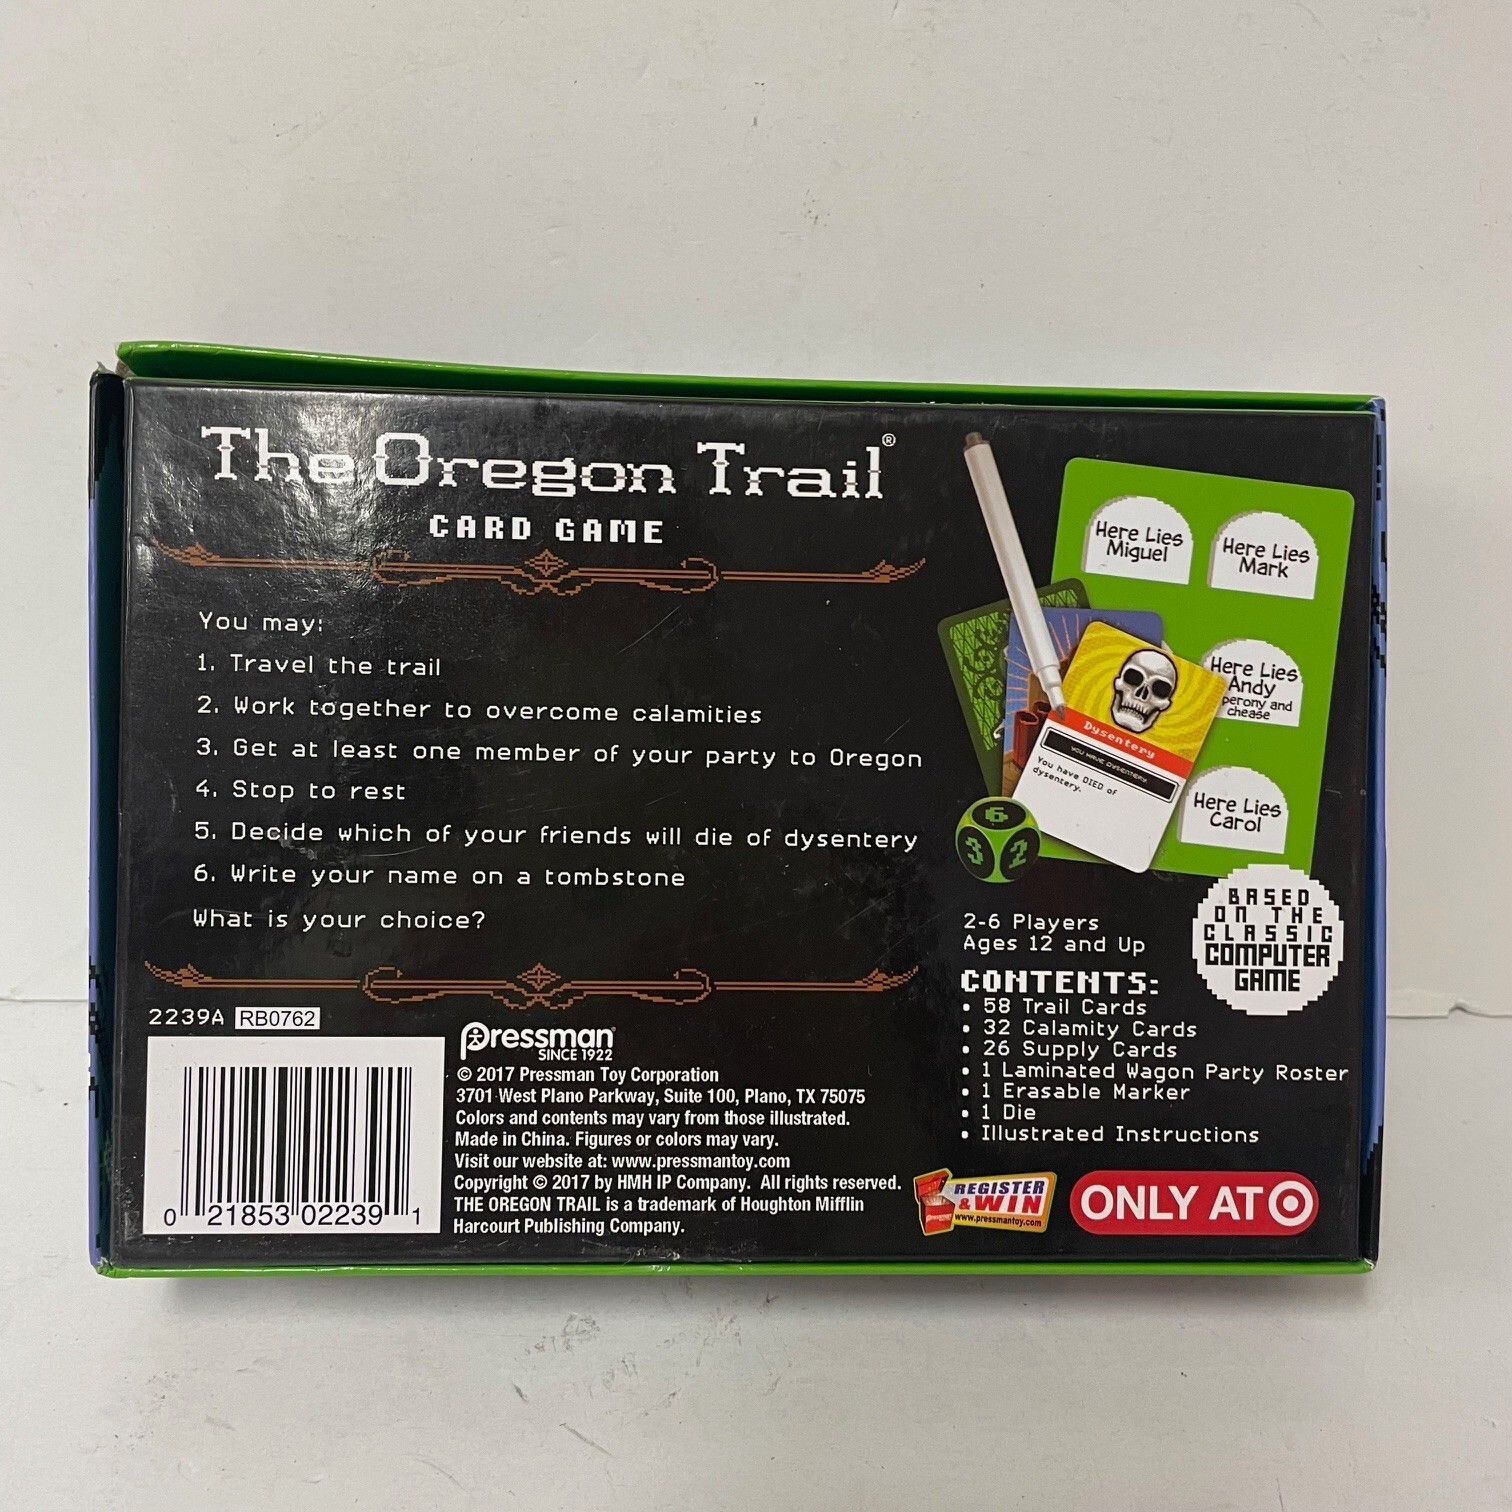 The Oregon Trail®
CARD GAME
You may:
1. Travel the trail
2. Work together to overcome calamities
3. Get at least one member of your party to Oregon
4. Stop to rest
5. Decide which of your friends will die of dysentery
6. Write your name on a tombstone
What is your choice?
2239A RB0762
0 21853 02239 1
Pressman
SINCE 1922
© 2017 Pressman Toy Corporation
3701 West Plano Parkway, Suite 100, Plano, TX 75075
Colors and contents may vary from those illustrated.
Made in China. Figures or colors may vary.
Visit our website at: www.pressmantoy.com
Copyright © 2017 by HMH IP Company. All rights reserved.
THE OREGON TRAIL is a trademark of Houghton Mifflin
Harcourt Publishing Company.
Here Lies
Miguel
Here Lies
Mark
Here Lies
Andy
perony and
chease
Here Lies
Carol
Dysentery
YOU HAVE DYSENTERY.
You have DIED of
dysentery.
6
3 2
2-6 Players
Ages 12 and Up
BASED
ON THE
CLASSIC
COMPUTER
GAME
CONTENTS:
• 58 Trail Cards
• 32 Calamity Cards
• 26 Supply Cards
• 1 Laminated Wagon Party Roster
• 1 Erasable Marker
• 1 Die
• Illustrated Instructions
REGISTER
& WIN
www.pressmantoy.com
ONLY AT